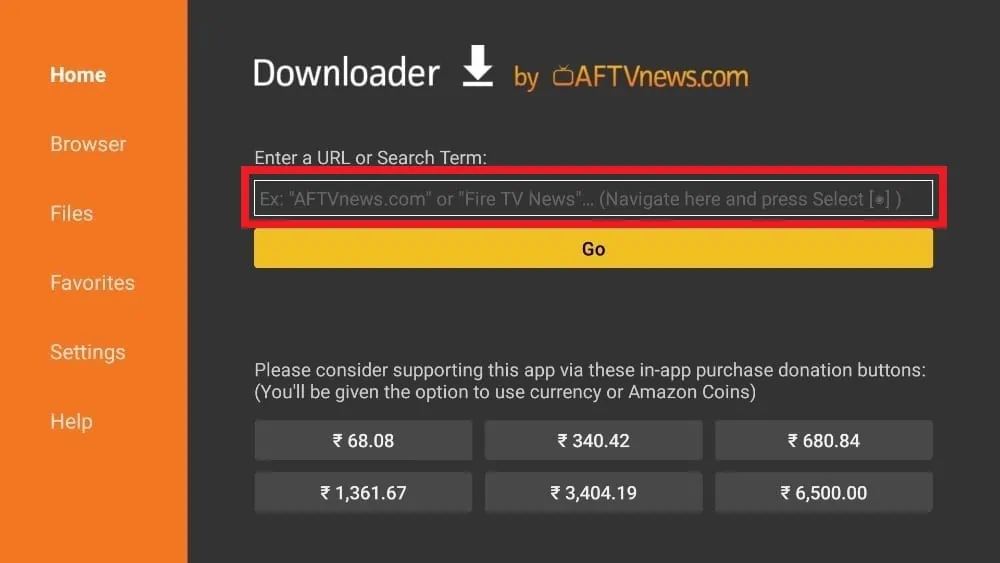 Home
Browser
Files
Favorites
Settings
Help
Downloader by AFTVnews.com
Enter a URL or Search Term:
Ex: "AFTVnews.com" or "Fire TV News"... (Navigate here and press Select [◉] )
Go
Please consider supporting this app via these in-app purchase donation buttons:
(You'll be given the option to use currency or Amazon Coins)
₹ 68.08 ₹ 340.42 ₹ 680.84
₹ 1,361.67 ₹ 3,404.19 ₹ 6,500.00